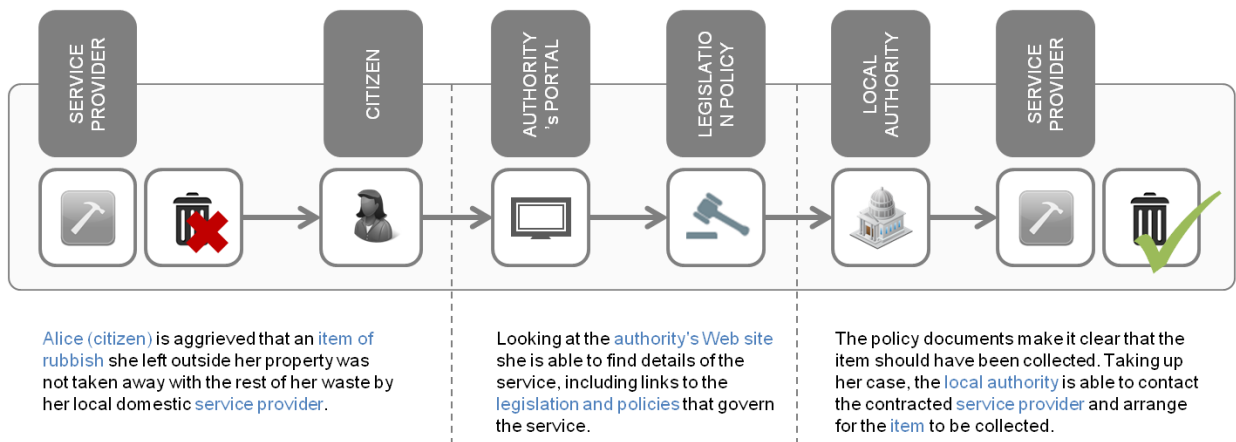 SERVICE
PROVIDER
CITIZEN
AUTHORITY
's PORTAL
LEGISLATIO
N POLICY
LOCAL
AUTHORITY
SERVICE
PROVIDER
Alice (citizen) is aggrieved that an item of
rubbish she left outside her property was
not taken away with the rest of her waste by
her local domestic service provider.
Looking at the authority's Web site
she is able to find details of the
service, including links to the
legislation and policies that govern
the service.
The policy documents make it clear that the
item should have been collected. Taking up
her case, the local authority is able to contact
the contracted service provider and arrange
for the item to be collected.